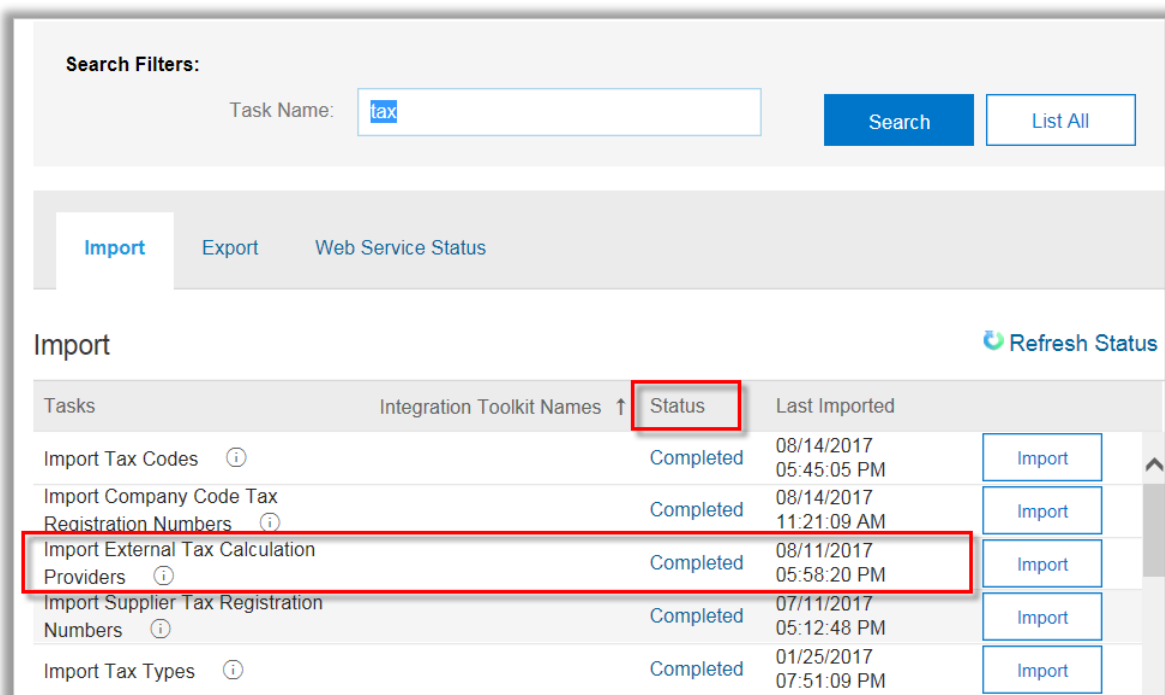 Search Filters:
Task Name: tax Search List All
Import Export Web Service Status
Import Refresh Status
Tasks Integration Toolkit Names ↑ Status Last Imported
Import Tax Codes Completed 08/14/2017 05:45:05 PM Import
Import Company Code Tax
Registration Numbers Completed 08/14/2017 11:21:09 AM Import
Import External Tax Calculation
Providers Completed 08/11/2017 05:58:20 PM Import
Import Supplier Tax Registration
Numbers Completed 07/11/2017 05:12:48 PM Import
Import Tax Types Completed 01/25/2017 07:51:09 PM Import